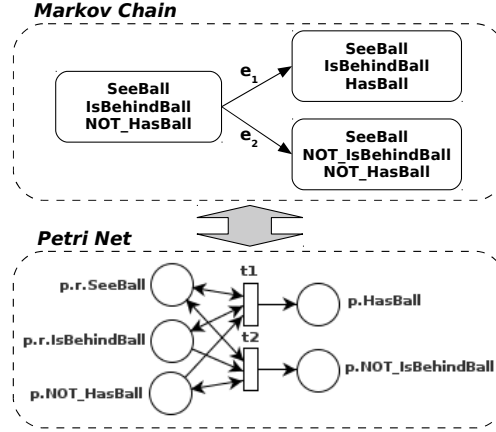 Markov Chain
SeeBall
IsBehindBall
NOT_HasBall
e1
e2
SeeBall
IsBehindBall
HasBall
SeeBall
NOT_IsBehindBall
NOT_HasBall
Petri Net
p.r.SeeBall
p.r.IsBehindBall
p.NOT_HasBall
t1
t2
p.HasBall
p.NOT_IsBehindBall